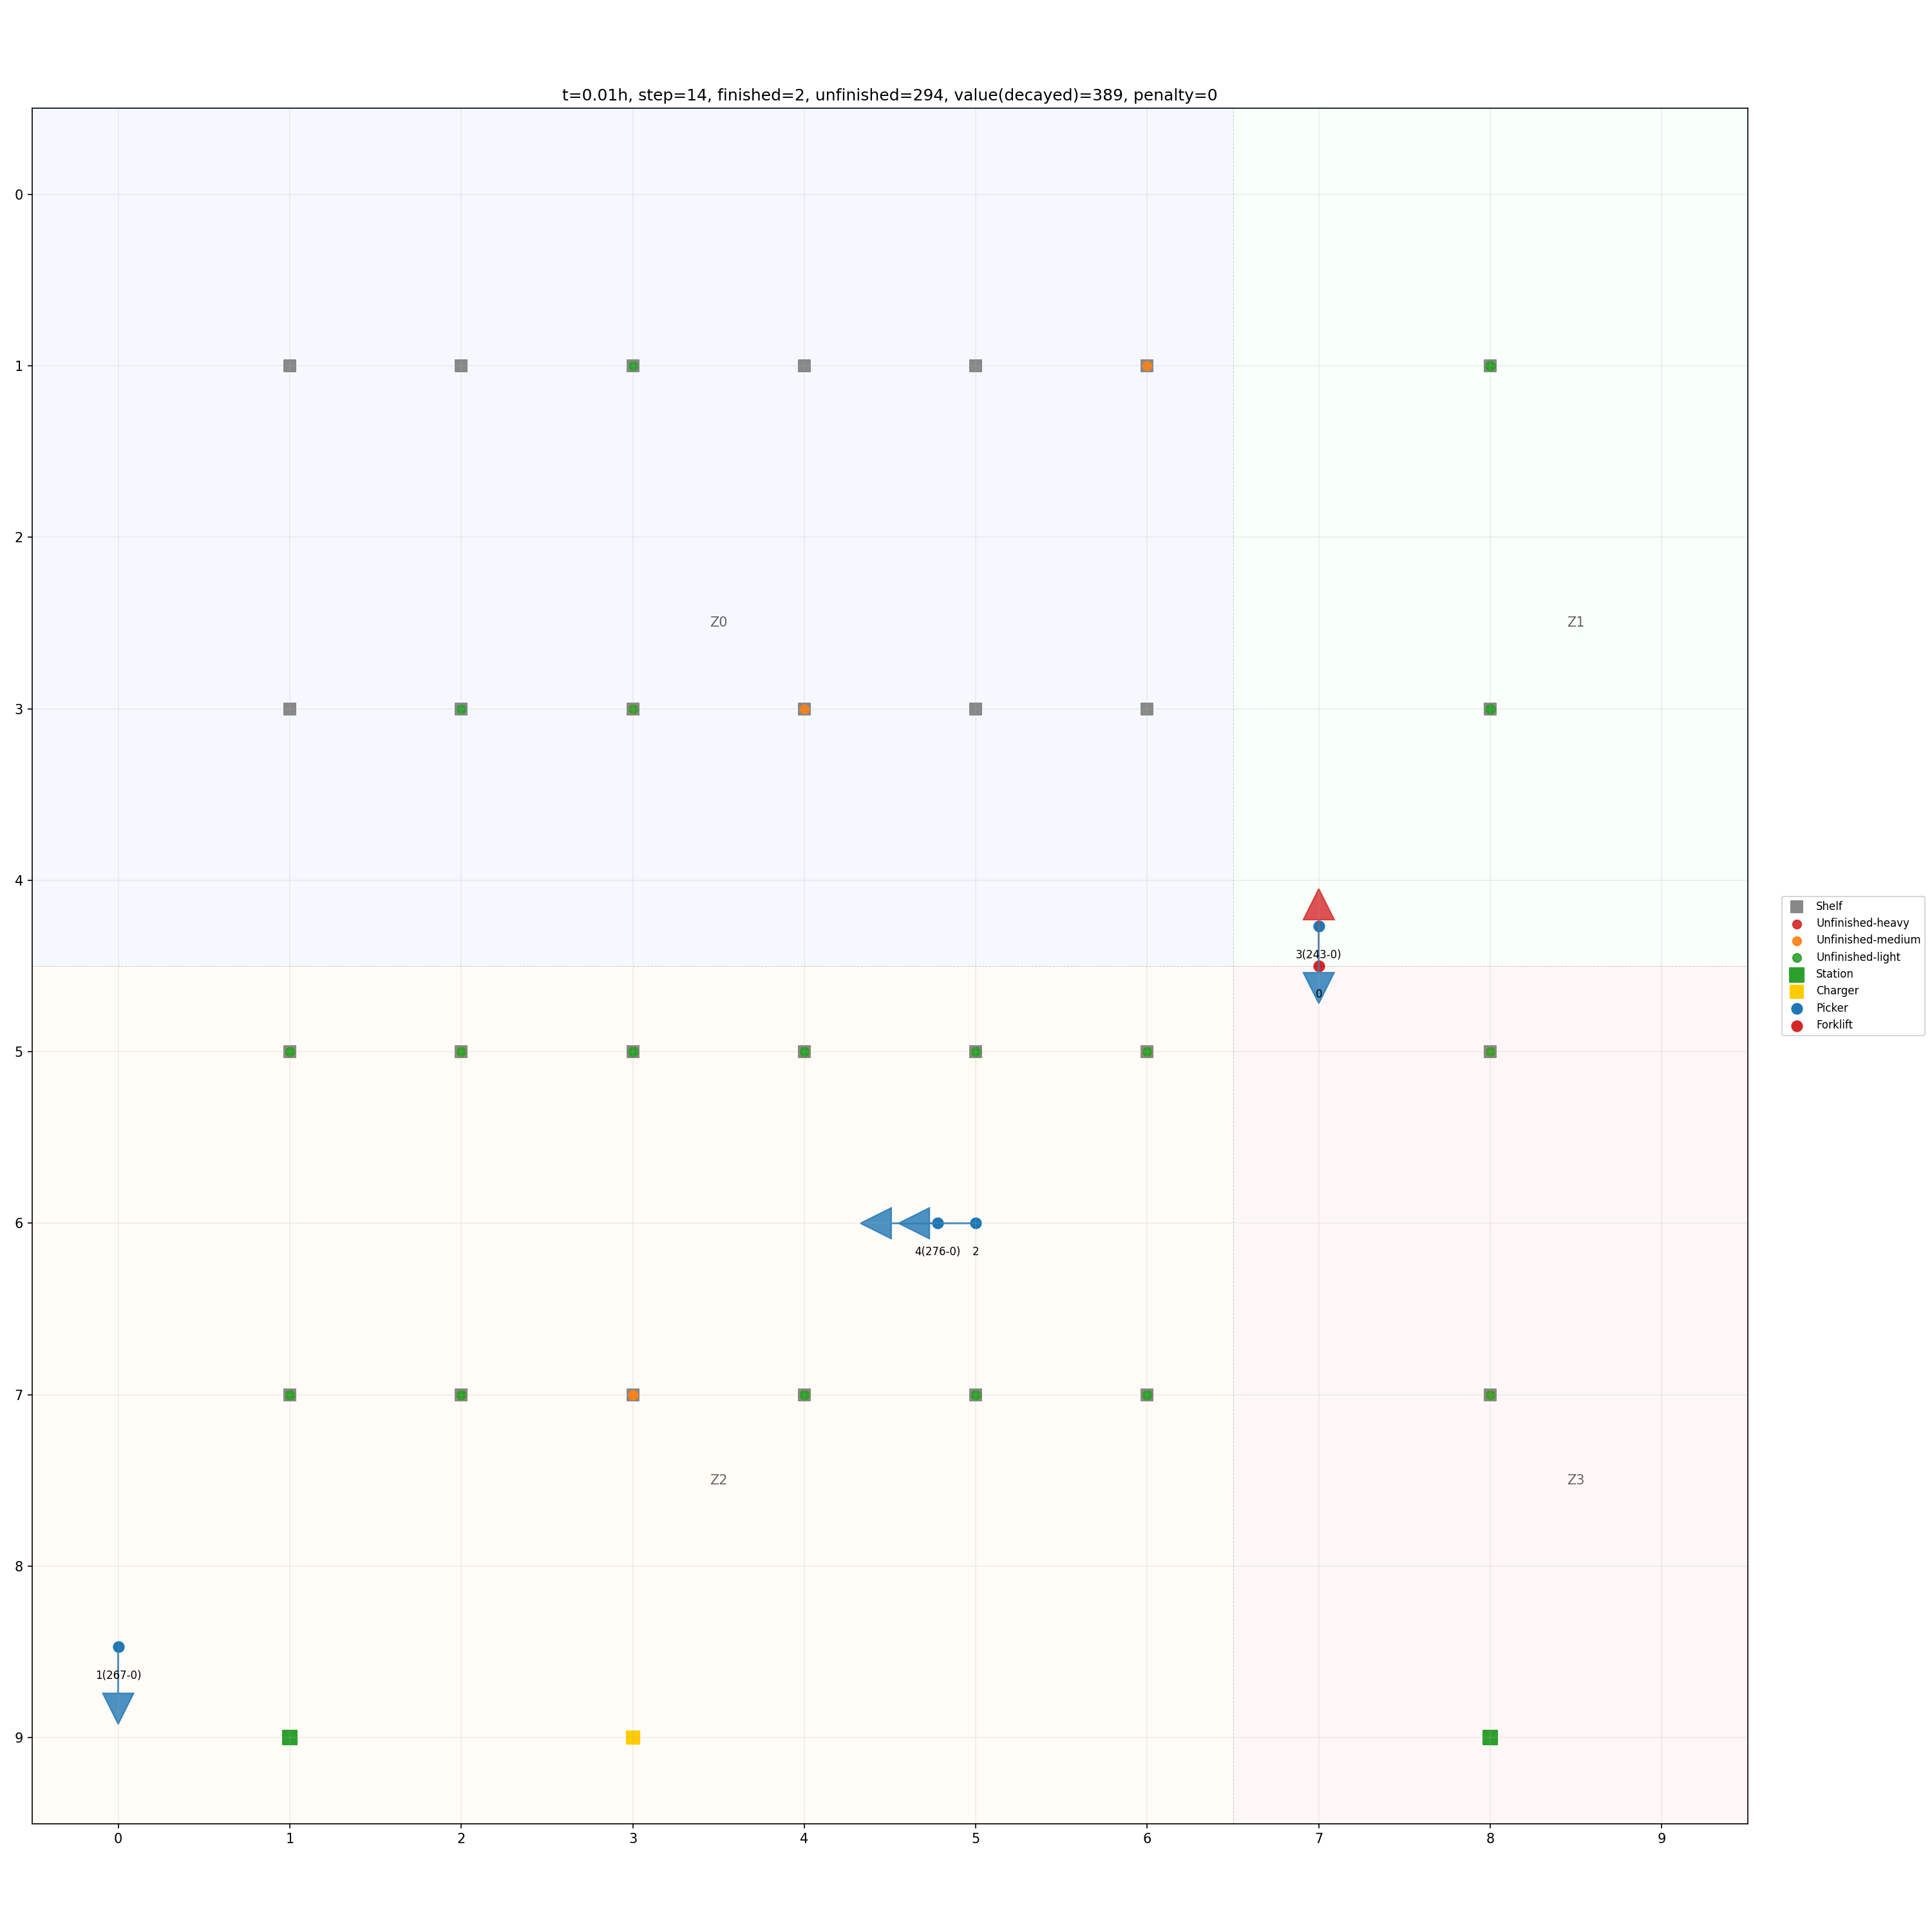 t=0.01h, step=14, finished=2, unfinished=294, value(decayed)=389, penalty=0
0
1
2
Z0
Z1
3
4
3(243-0)
0
Shelf
Unfinished-heavy
Unfinished-medium
Unfinished-light
Station
Charger
Picker
Forklift
5
6
4(276-0)
2
7
Z2
Z3
8
1(267-0)
9
0 1 2 3 4 5 6 7 8 9